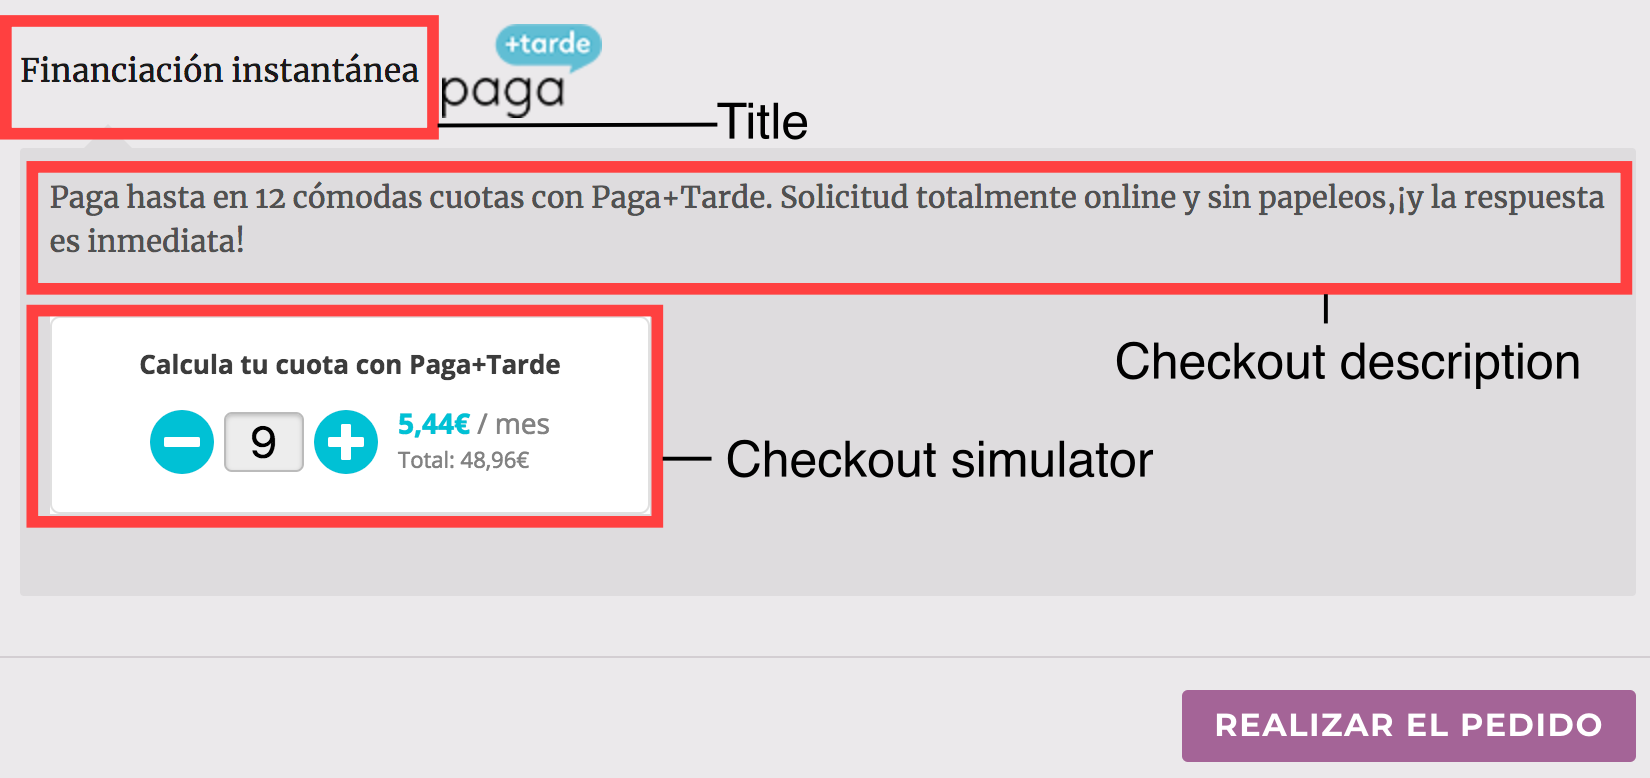 Financiación instantánea
+tarde
paga
Title
Paga hasta en 12 cómodas cuotas con Paga+Tarde. Solicitud totalmente online y sin papeleos,¡y la respuesta
es inmediata!
Checkout description
Calcula tu cuota con Paga+Tarde
9
5,44€ / mes
Total: 48,96€
Checkout simulator
REALIZAR EL PEDIDO